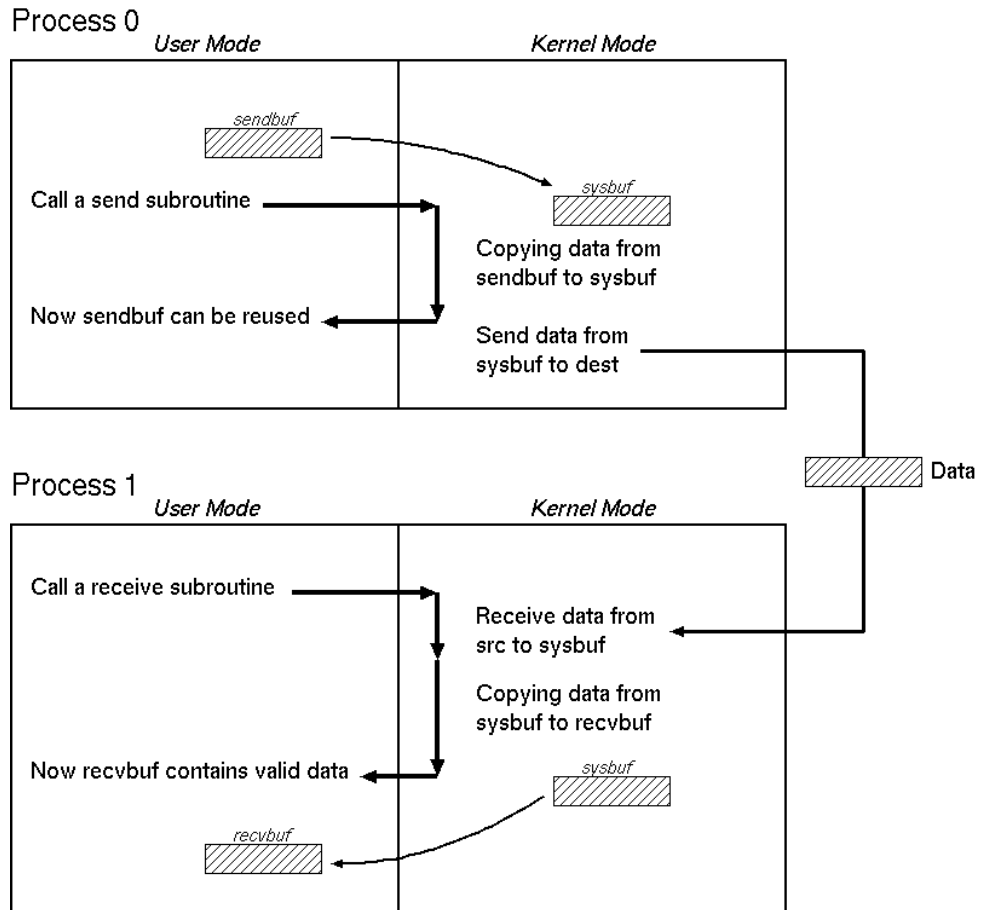 Process 0
User Mode
Kernel Mode
sendbuf
sysbuf
Call a send subroutine
Copying data from
sendbuf to sysbuf
Now sendbuf can be reused
Send data from
sysbuf to dest
Data
Process 1
User Mode
Kernel Mode
Call a receive subroutine
Receive data from
src to sysbuf
Copying data from
sysbuf to recvbuf
Now recvbuf contains valid data
sysbuf
recvbuf